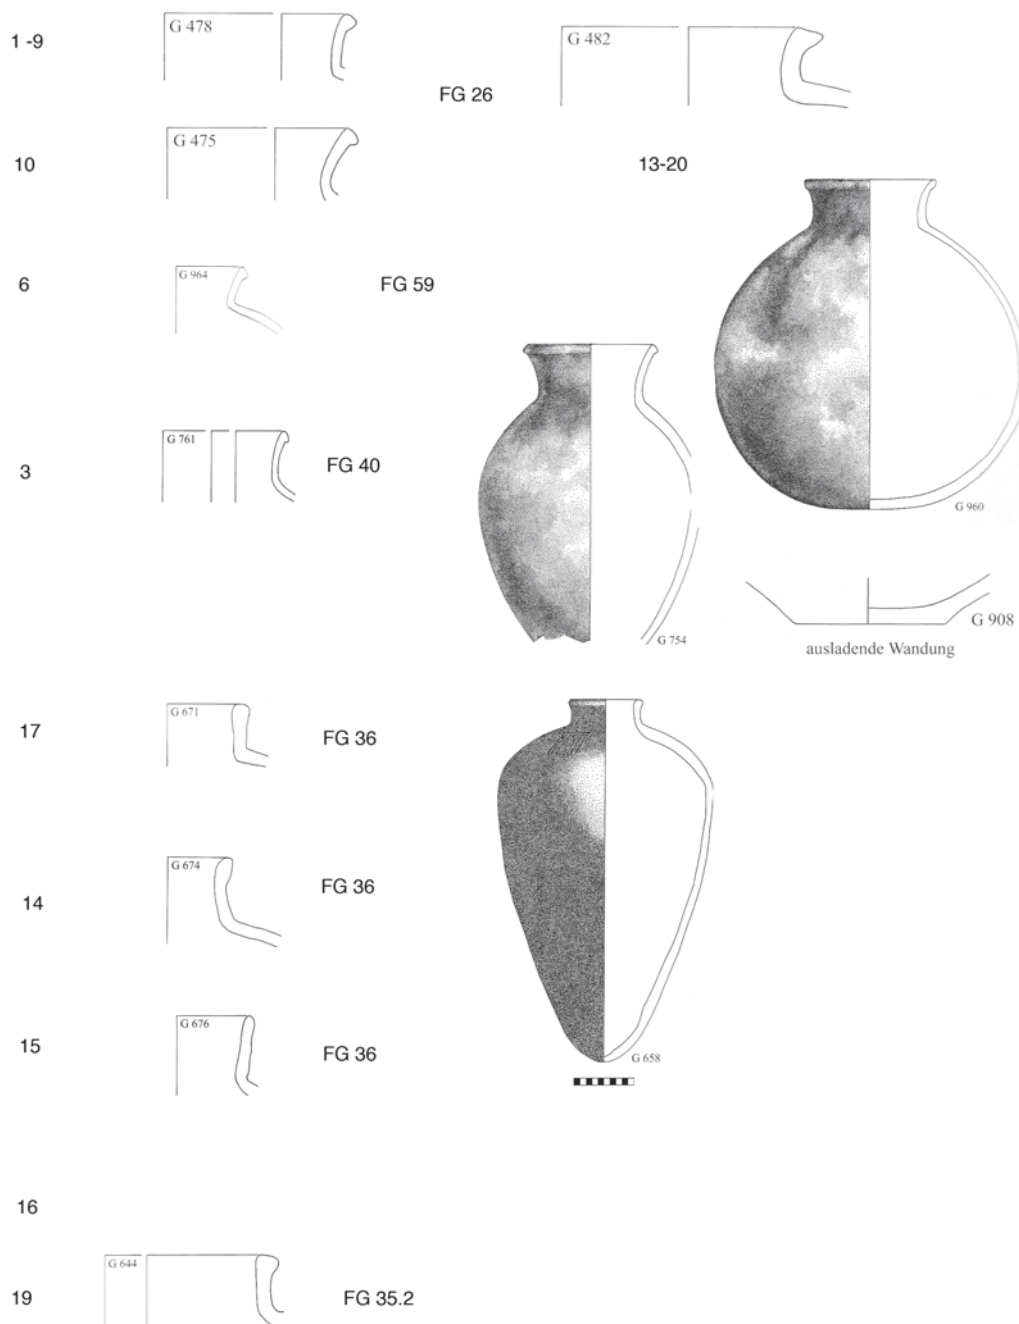 1 -9
G 478
G 482
FG 26
10
G 475
13-20
6
G 964
FG 59
3
G 761
FG 40
G 960
G 754
G 908
ausladende Wandung
17
G 671
FG 36
14
G 674
FG 36
15
G 676
FG 36
G 658
16
19
G 644
FG 35.2